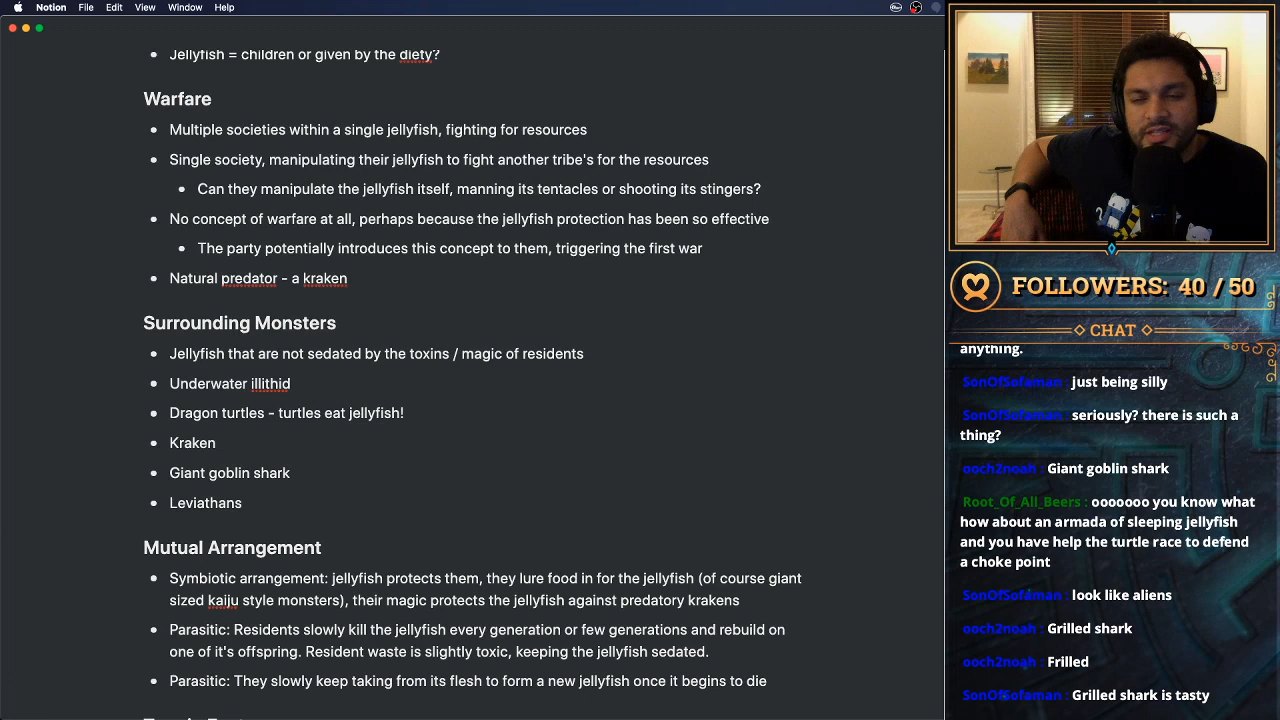 Notion File Edit View Window Help
Jellyfish = children or given by the diety?
Warfare
Multiple societies within a single jellyfish, fighting for resources
Single society, manipulating their jellyfish to fight another tribe's for the resources
Can they manipulate the jellyfish itself, manning its tentacles or shooting its stingers?
No concept of warfare at all, perhaps because the jellyfish protection has been so effective
The party potentially introduces this concept to them, triggering the first war
Natural predator - a kraken
Surrounding Monsters
Jellyfish that are not sedated by the toxins / magic of residents
Underwater illithid
Dragon turtles - turtles eat jellyfish!
Kraken
Giant goblin shark
Leviathans
Mutual Arrangement
Symbiotic arrangement: jellyfish protects them, they lure food in for the jellyfish (of course giant
sized kaiju style monsters), their magic protects the jellyfish against predatory krakens
Parasitic: Residents slowly kill the jellyfish every generation or few generations and rebuild on
one of it's offspring. Resident waste is slightly toxic, keeping the jellyfish sedated.
Parasitic: They slowly keep taking from its flesh to form a new jellyfish once it begins to die
FOLLOWERS: 40 / 50
CHAT
anything.
SonOfSofaman : just being silly
SonOfSofaman : seriously? there is such a
thing?
ooch2noah : Giant goblin shark
Root_Of_All_Beers : ooooooo you know what
how about an armada of sleeping jellyfish
and you have help the turtle race to defend
a choke point
SonOfSofaman : look like aliens
ooch2noah : Grilled shark
ooch2noah : Frilled
SonOfSofaman : Grilled shark is tasty